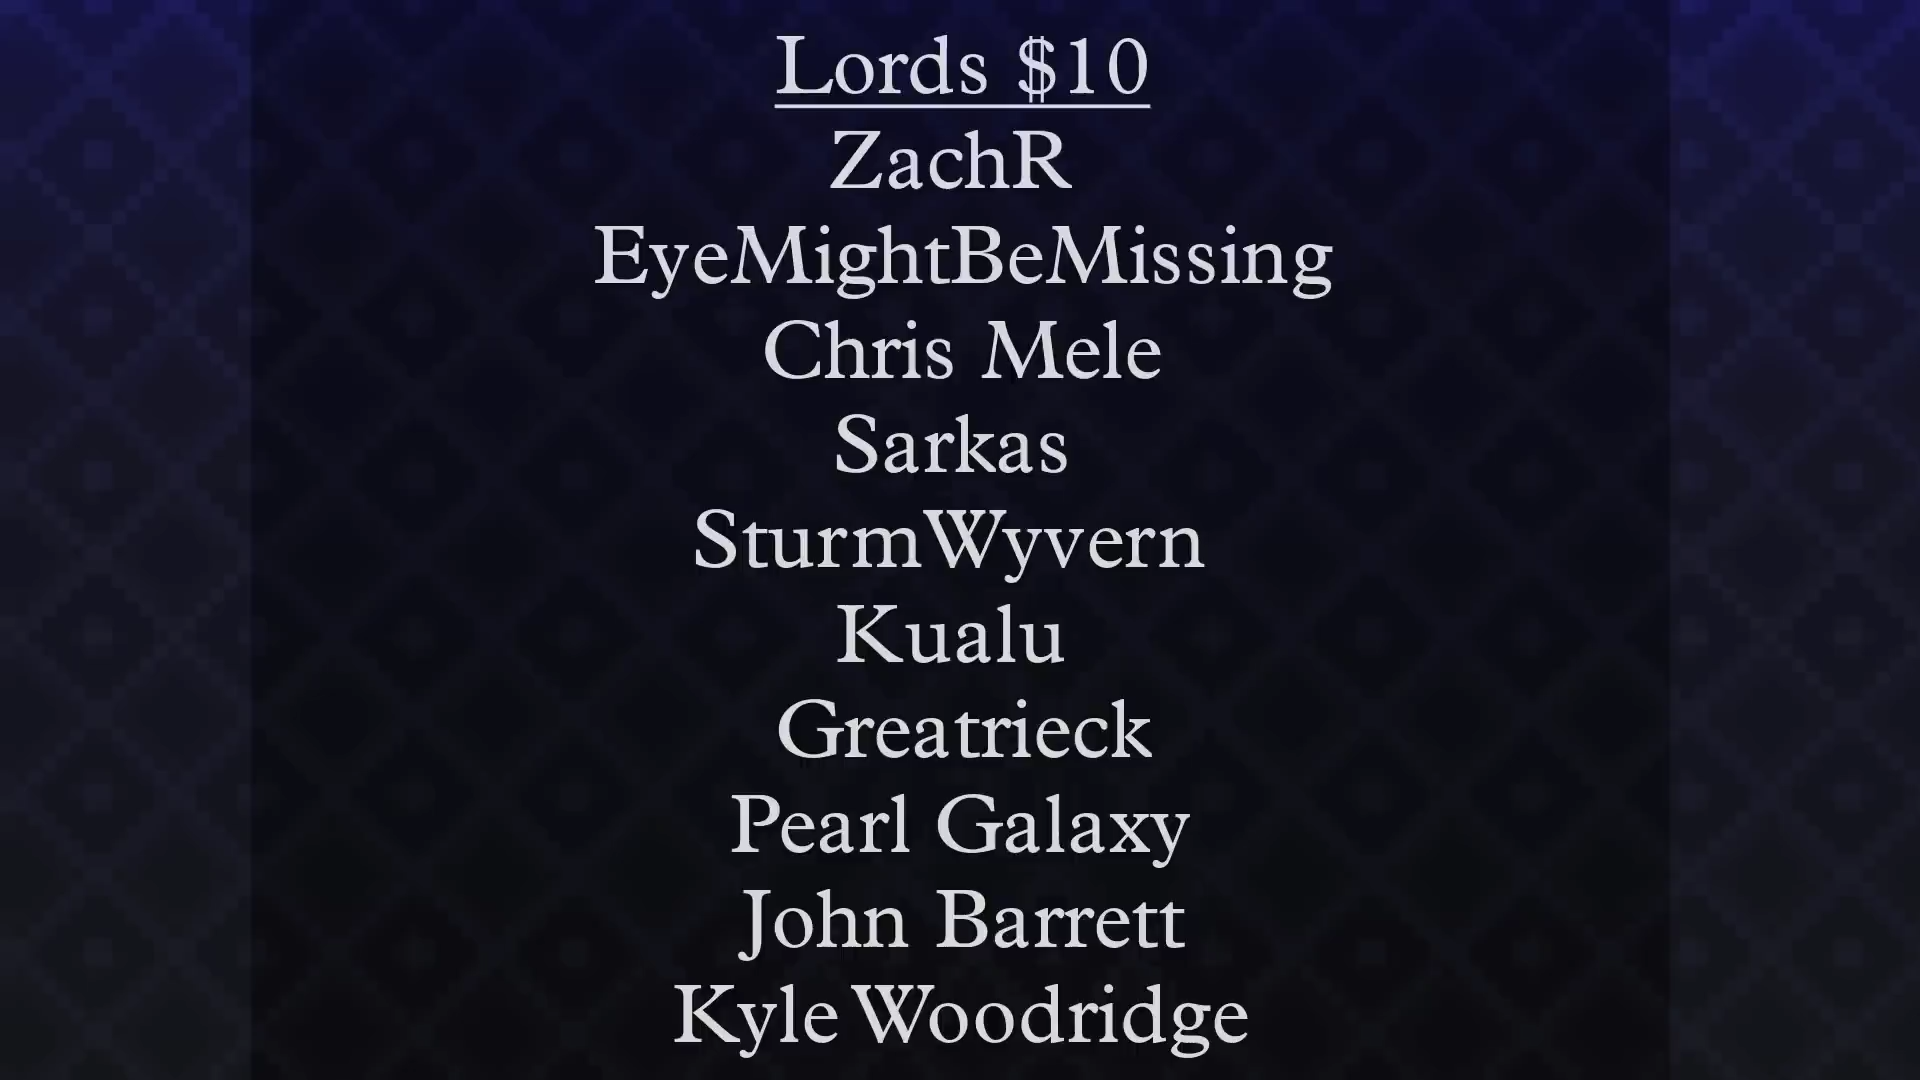 Lords $10
ZachR
EyeMightBeMissing
Chris Mele
Sarkas
SturmWyvern
Kualu
Greatrieck
Pearl Galaxy
John Barrett
Kyle Woodridge